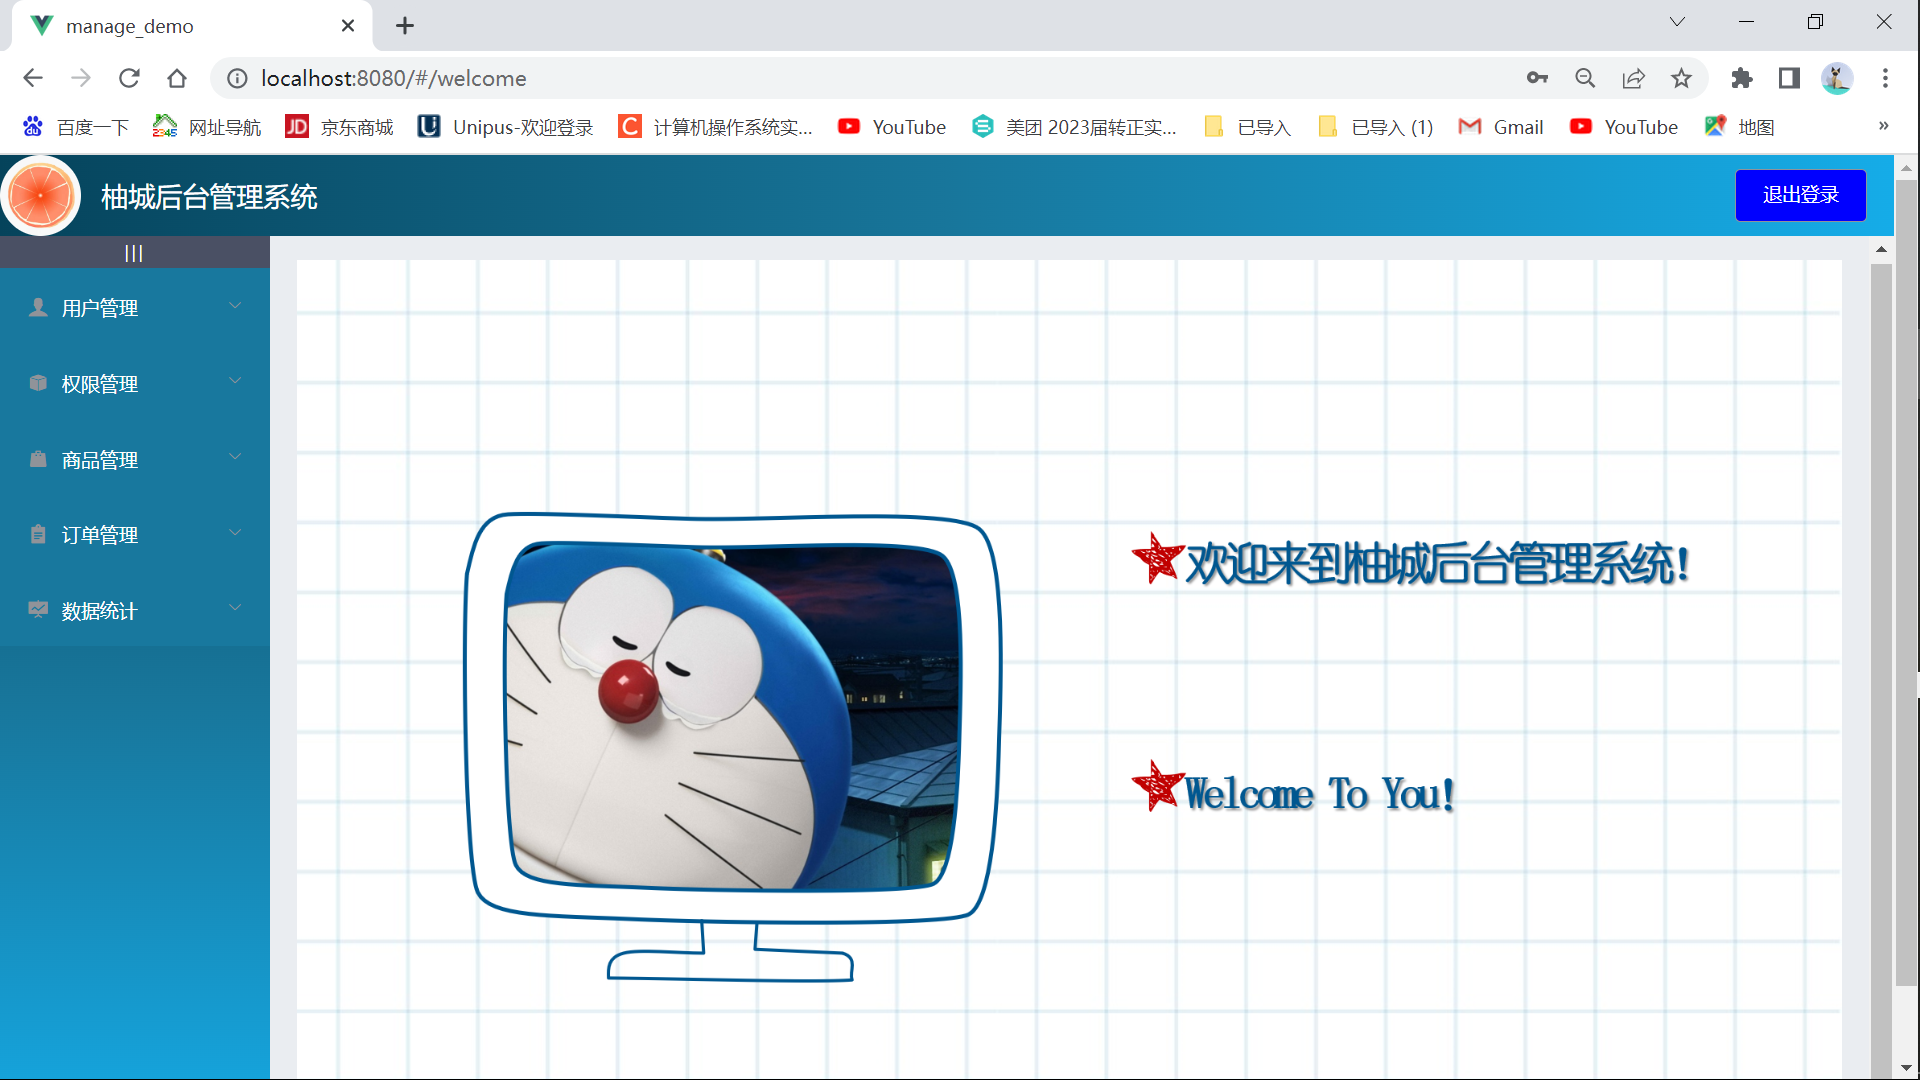 manage_demo
localhost:8080/#/welcome
百度一下 网址导航 京东商城 Unipus-欢迎登录 计算机操作系统实... YouTube 美团 2023届转正实... 已导入 已导入 (1) Gmail YouTube 地图 »
柚城后台管理系统
退出登录
|||
用户管理
权限管理
商品管理
订单管理
数据统计
欢迎来到柚城后台管理系统!
Welcome To You!